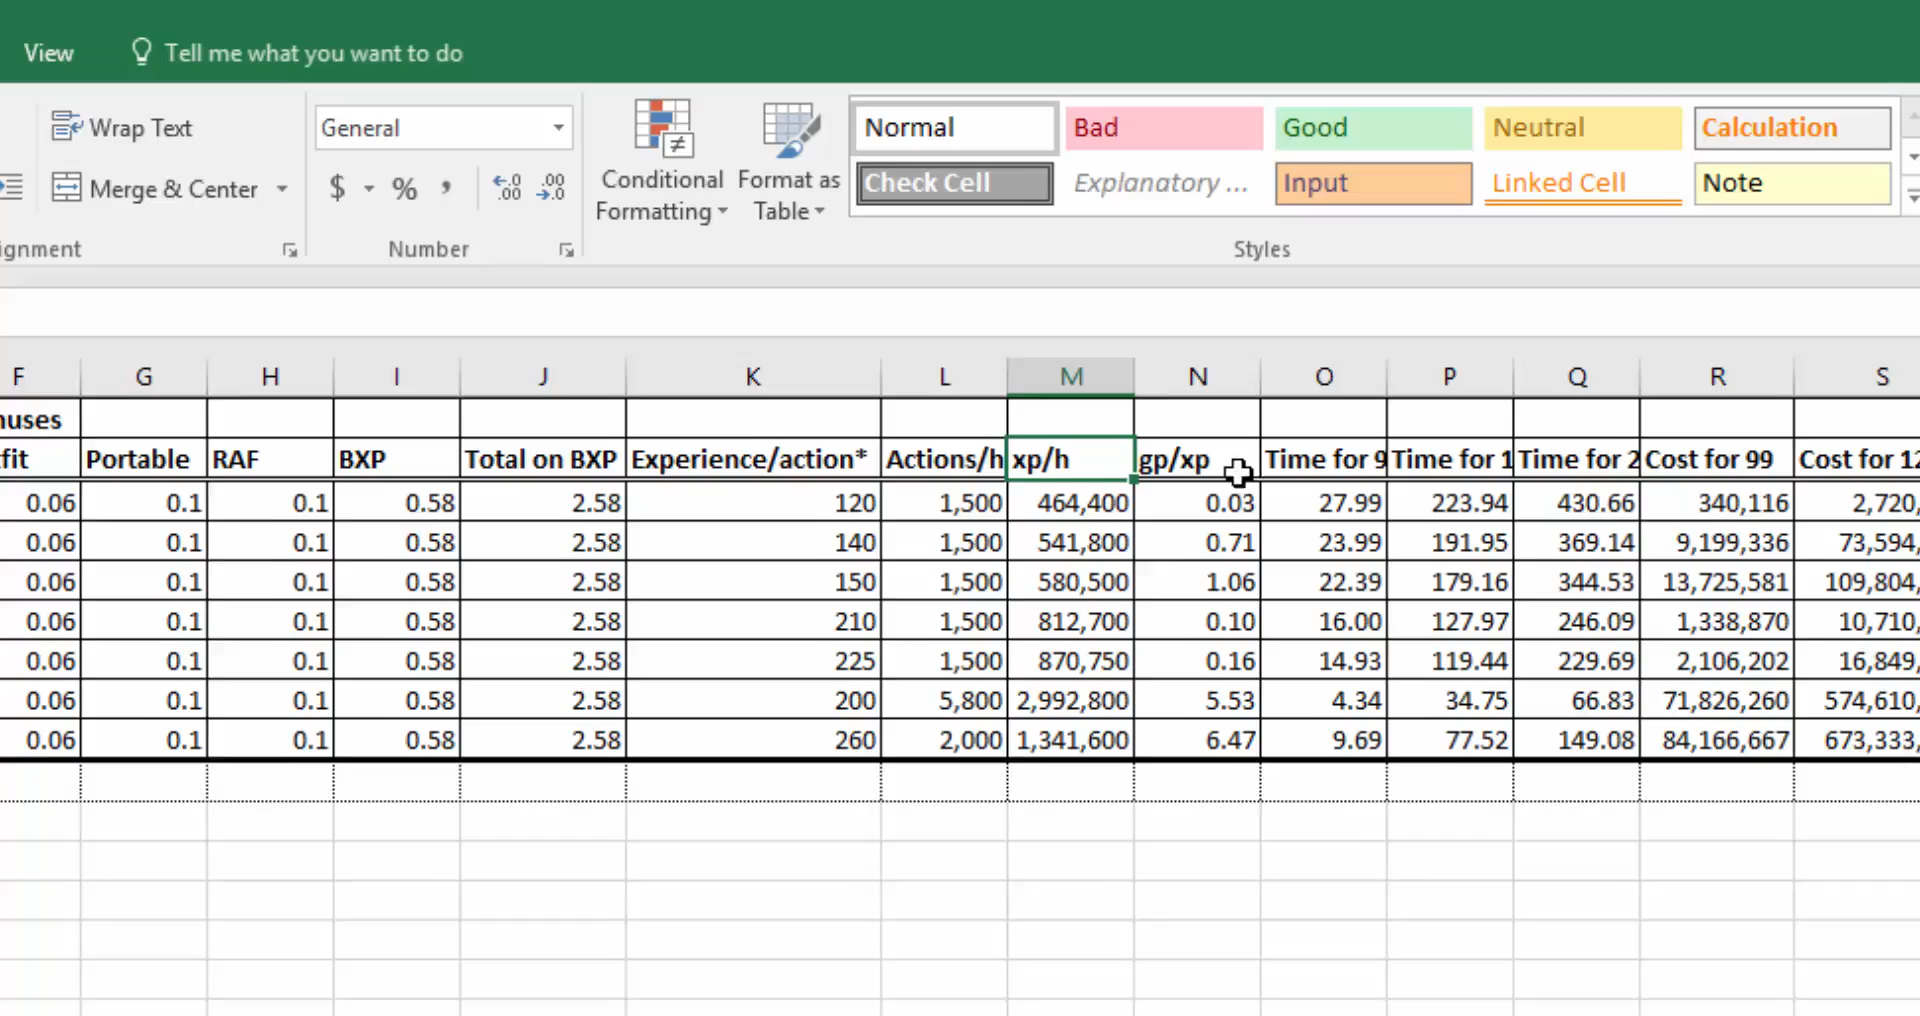 View Tell me what you want to do
Wrap Text General Normal Bad Good Neutral Calculation
Merge & Center $ % , Conditional Formatting Format as Table Check Cell Explanatory ... Input Linked Cell Note
ignment Number Styles
F G H I J K L M N O P Q R S
nuses
fit Portable RAF BXP Total on BXP Experience/action* Actions/h xp/h gp/xp Time for 9 Time for 1 Time for 2 Cost for 99 Cost for 12
0.06 0.1 0.1 0.58 2.58 120 1,500 464,400 0.03 27.99 223.94 430.66 340,116 2,720,
0.06 0.1 0.1 0.58 2.58 140 1,500 541,800 0.71 23.99 191.95 369.14 9,199,336 73,594,
0.06 0.1 0.1 0.58 2.58 150 1,500 580,500 1.06 22.39 179.16 344.53 13,725,581 109,804,
0.06 0.1 0.1 0.58 2.58 210 1,500 812,700 0.10 16.00 127.97 246.09 1,338,870 10,710,
0.06 0.1 0.1 0.58 2.58 225 1,500 870,750 0.16 14.93 119.44 229.69 2,106,202 16,849,
0.06 0.1 0.1 0.58 2.58 200 5,800 2,992,800 5.53 4.34 34.75 66.83 71,826,260 574,610,
0.06 0.1 0.1 0.58 2.58 260 2,000 1,341,600 6.47 9.69 77.52 149.08 84,166,667 673,333,